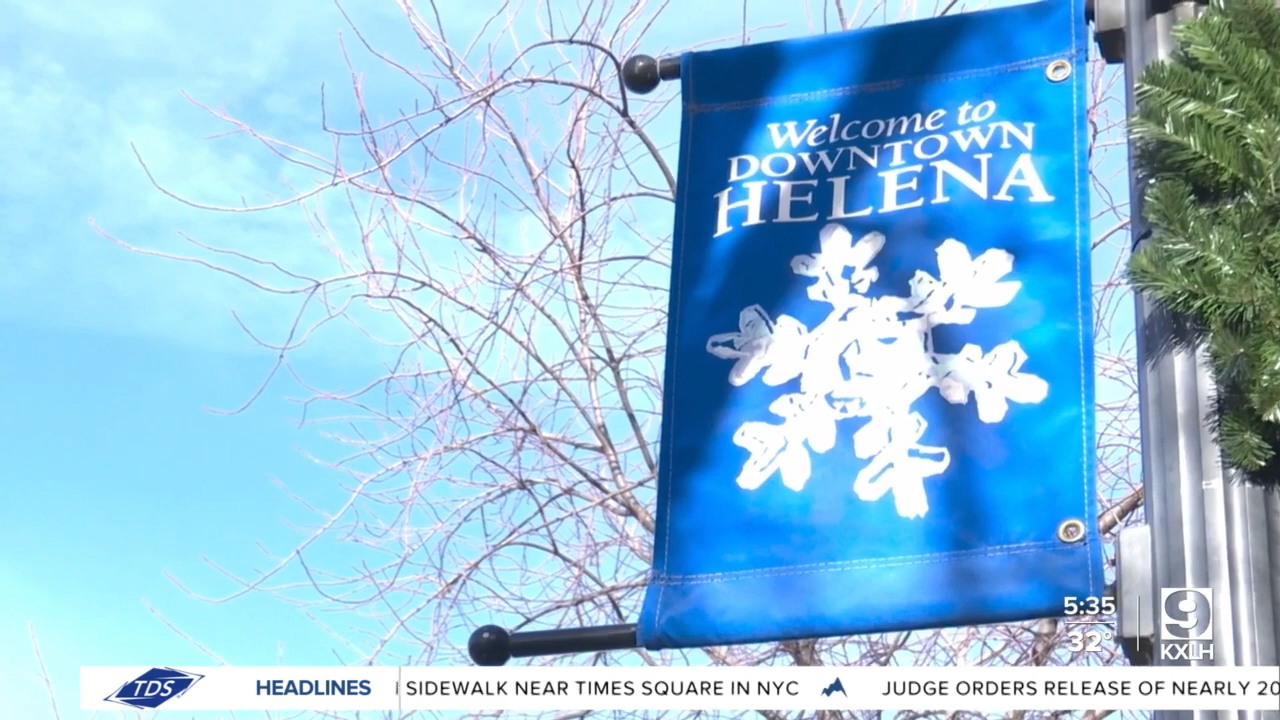 Welcome to
DOWNTOWN
HELENA
5:35
32°
9
KXLH
TDS
HEADLINES
SIDEWALK NEAR TIMES SQUARE IN NYC
JUDGE ORDERS RELEASE OF NEARLY